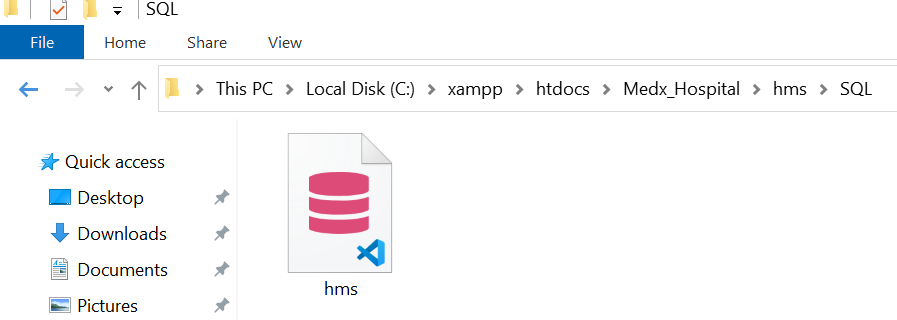 SQL
File Home Share View
This PC Local Disk (C:) xampp htdocs Medx_Hospital hms SQL
Quick access
Desktop
Downloads
Documents
Pictures
hms